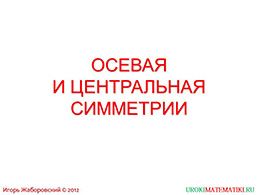 ОСЕВАЯ
И ЦЕНТРАЛЬНАЯ
СИММЕТРИИ
Игорь Жаборовский © 2012
UROKIMATEMATIKI.RU